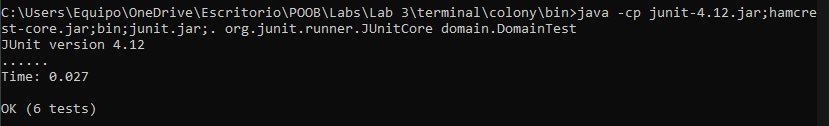 C:\Users\Equipo\OneDrive\Escritorio\POOB\Labs\Lab 3\terminal\colony\bin>java -cp junit-4.12.jar;hamcre
st-core.jar;bin;junit.jar;. org.junit.runner.JUnitCore domain.DomainTest
JUnit version 4.12
......
Time: 0.027
OK (6 tests)